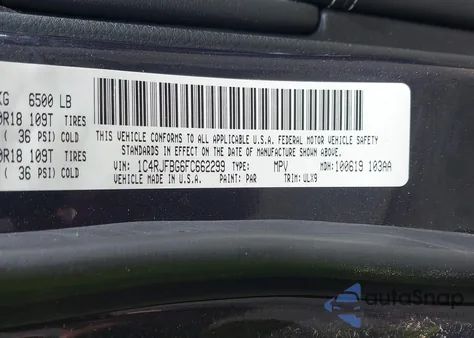 KG 6500 LB
0R18 109T TIRES
( 36 PSI) COLD
0R18 109T TIRES
( 36 PSI) COLD
THIS VEHICLE CONFORMS TO ALL APPLICABLE U.S.A. FEDERAL MOTOR VEHICLE SAFETY
STANDARDS IN EFFECT ON THE DATE OF MANUFACTURE SHOWN ABOVE.
VIN: 1C4RJFBG6FC662299 TYPE: MPV MDH: 100619 103AA
VEHICLE MADE IN U.S.A. PAINT: PAR TRIM: ULX9
autoSnap